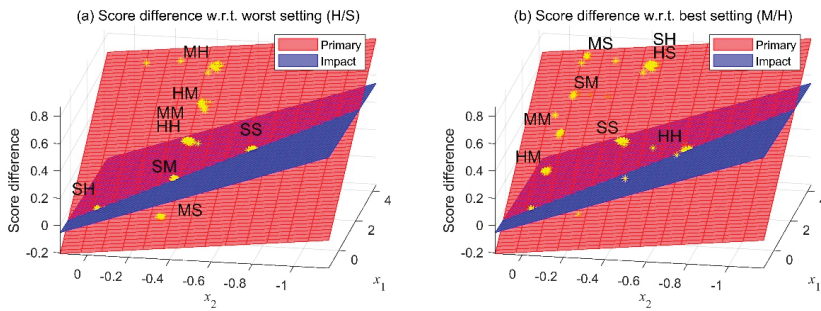 (a) Score difference w.r.t. worst setting (H/S)
MH
Primary
Impact
HM
MM
HH
SS
SM
SH
MS
Score difference
0.8
0.6
0.4
0.2
0
-0.2
0
-0.2
-0.4
-0.6
-0.8
-1
x2
4
2
0
x1
(b) Score difference w.r.t. best setting (M/H)
SH
HS
MS
Primary
Impact
SM
MM
SS
HH
HM
Score difference
0.8
0.6
0.4
0.2
0
-0.2
0
-0.2
-0.4
-0.6
-0.8
-1
x2
4
2
0
x1